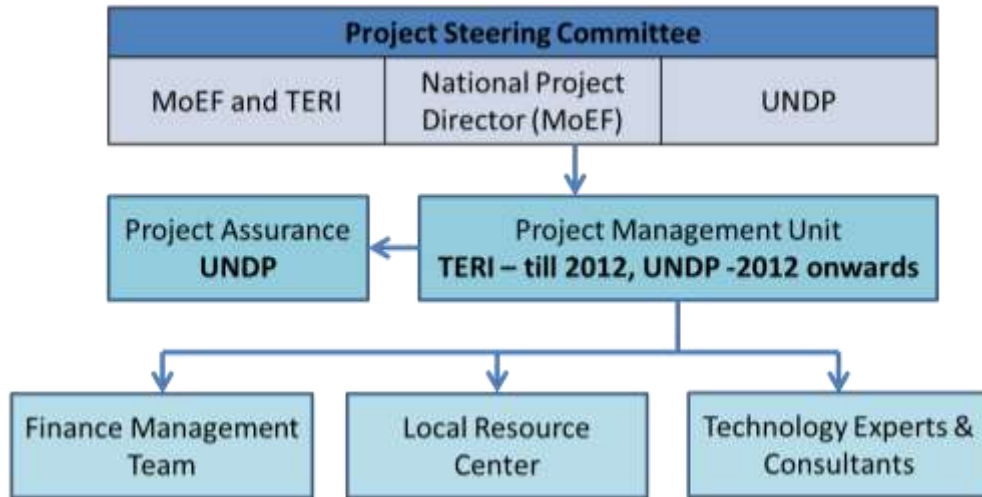 Project Steering Committee
MoEF and TERI
National Project
Director (MoEF)
UNDP
Project Assurance
UNDP
Project Management Unit
TERI – till 2012, UNDP -2012 onwards
Finance Management
Team
Local Resource
Center
Technology Experts &
Consultants